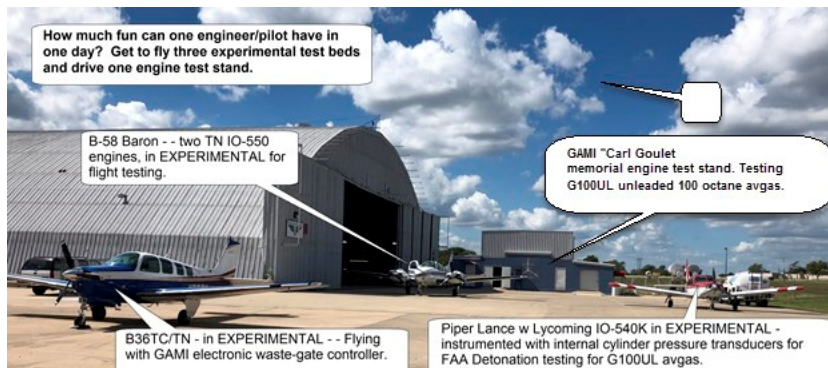 How much fun can one engineer/pilot have in
one day? Get to fly three experimental test beds
and drive one engine test stand.
B-58 Baron - - two TN IO-550
engines, in EXPERIMENTAL for
flight testing.
GAMI "Carl Goulet
memorial engine test stand. Testing
G100UL unleaded 100 octane avgas.
B36TC/TN - in EXPERIMENTAL - - Flying
with GAMI electronic waste-gate controller.
Piper Lance w Lycoming IO-540K in EXPERIMENTAL -
instrumented with internal cylinder pressure transducers for
FAA Detonation testing for G100UL avgas.